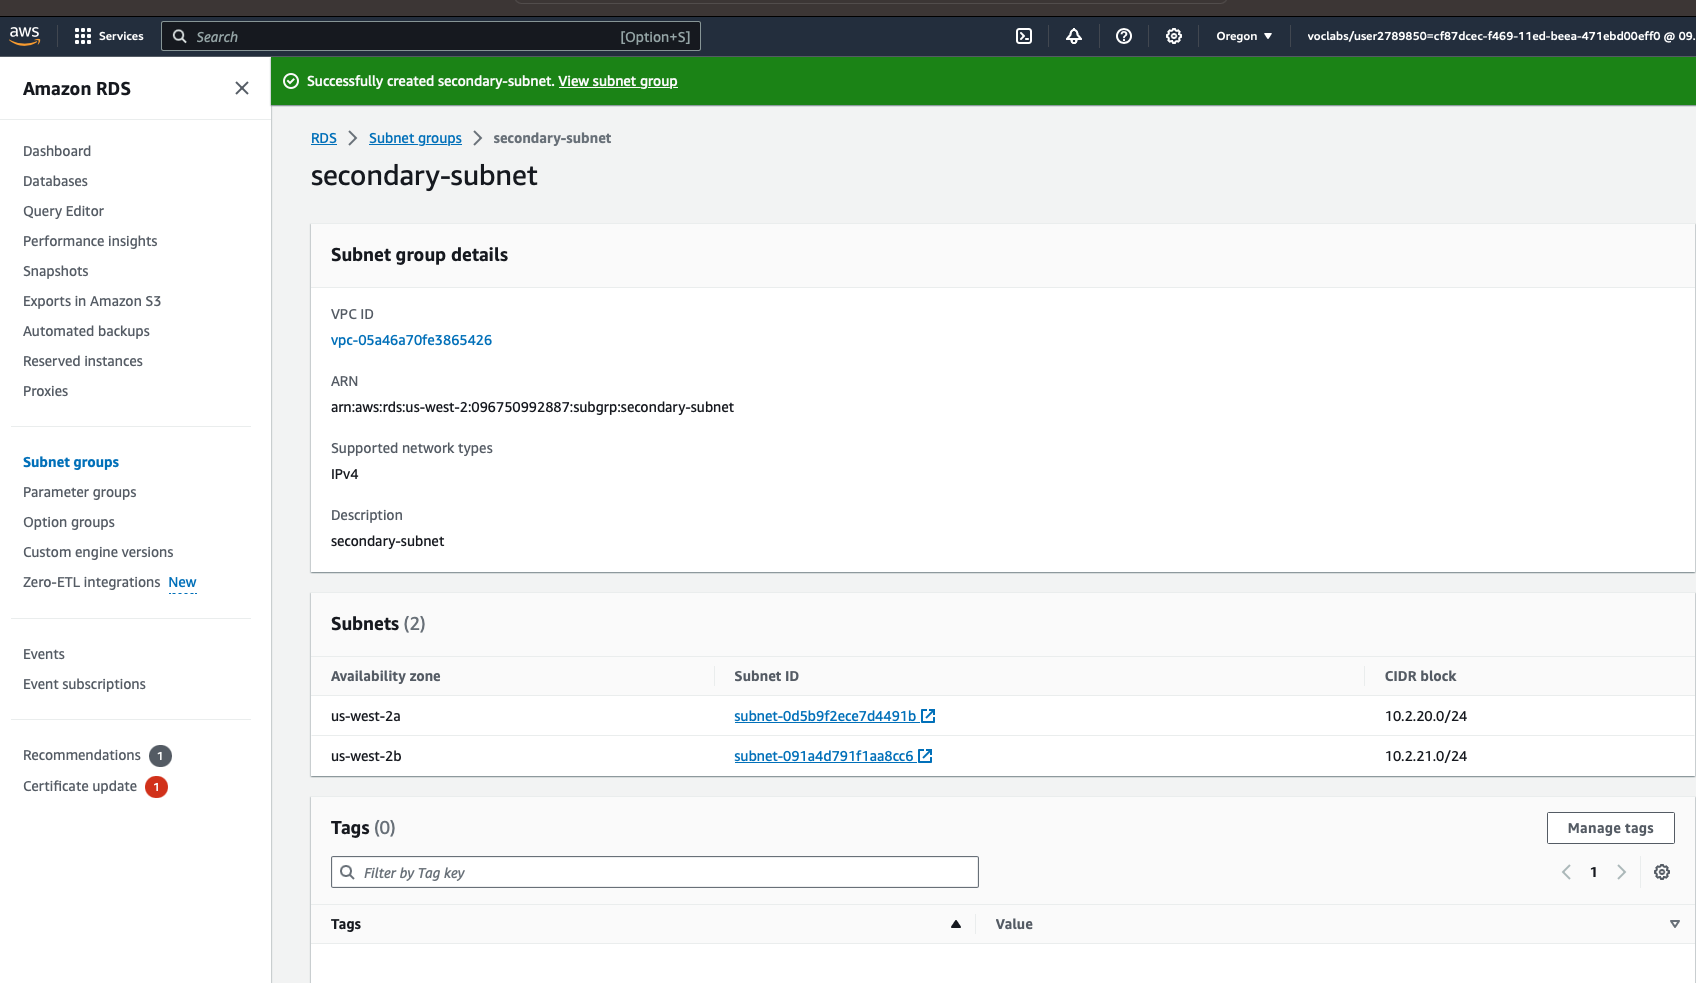 aws Services Search [Option+S] Oregon ▼ voclabs/user2789850=cf87dcec-f469-11ed-beea-471ebd00eff0 @ 09.
Amazon RDS
Dashboard
Databases
Query Editor
Performance insights
Snapshots
Exports in Amazon S3
Automated backups
Reserved instances
Proxies
Subnet groups
Parameter groups
Option groups
Custom engine versions
Zero-ETL integrations New
Events
Event subscriptions
Recommendations 1
Certificate update 1
Successfully created secondary-subnet. View subnet group
RDS > Subnet groups > secondary-subnet
secondary-subnet
Subnet group details
VPC ID
vpc-05a46a70fe3865426
ARN
arn:aws:rds:us-west-2:096750992887:subgrp:secondary-subnet
Supported network types
IPv4
Description
secondary-subnet
Subnets (2)
Availability zone Subnet ID CIDR block
us-west-2a subnet-0d5b9f2ece7d4491b 10.2.20.0/24
us-west-2b subnet-091a4d791f1aa8cc6 10.2.21.0/24
Tags (0) Manage tags
Filter by Tag key < 1 >
Tags Value